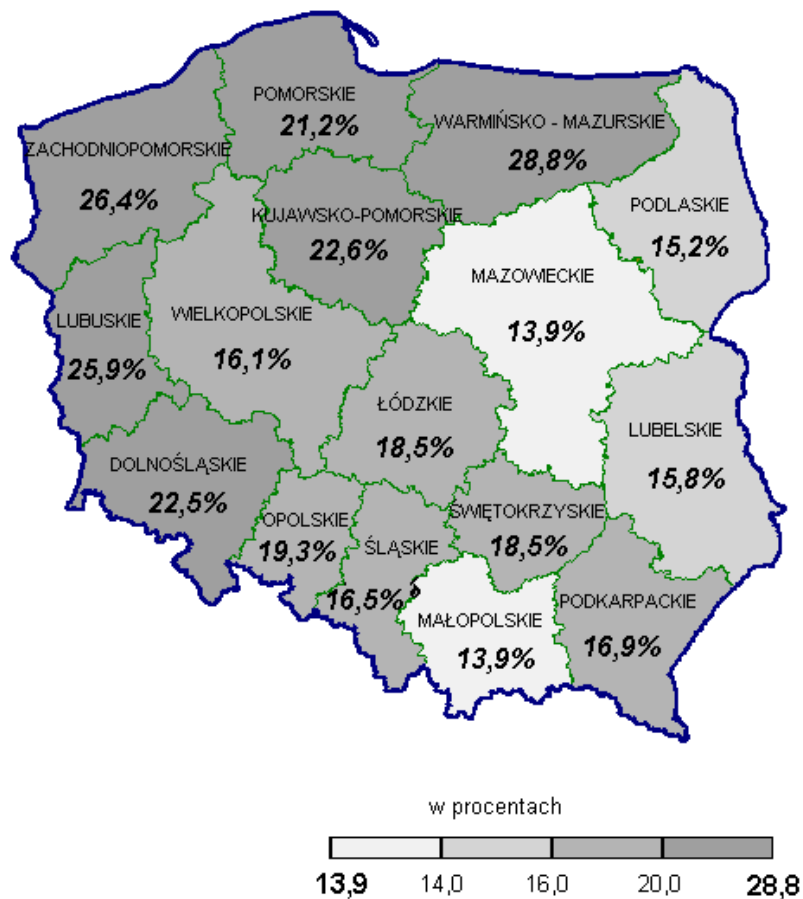 POMORSKIE
21,2%
WARMIŃSKO - MAZURSKIE
28,8%
ZACHODNIOPOMORSKIE
26,4%
KUJAWSKO-POMORSKIE
22,6%
PODLASKIE
15,2%
MAZOWIECKIE
13,9%
LUBUSKIE
25,9%
WIELKOPOLSKIE
16,1%
ŁÓDZKIE
18,5%
LUBELSKIE
15,8%
DOLNOŚLĄSKIE
22,5%
OPOLSKIE
19,3%
ŚLĄSKIE
16,5%
ŚWIĘTOKRZYSKIE
18,5%
MAŁOPOLSKIE
13,9%
PODKARPACKIE
16,9%
w procentach
13,9 14,0 16,0 20,0 28,8